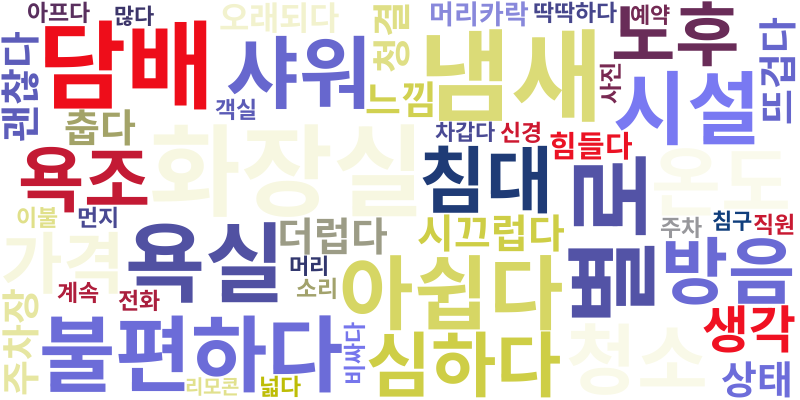 아프다
많다
오래되다
청결
머리카락
딱딱하다
예약
괜찮다
담배
샤워
느낌
냄새
노후
사진
시설
뜨겁다
객실
춥다
차갑다
신경
힘들다
욕조
화장실
침대
별로
온도
이불
먼지
더럽다
시끄럽다
주차
침구
직원
가격
욕실
머리
소리
아쉽다
방음
계속
전화
주차장
불편하다
비싸다
심하다
청소
생각
리모콘
넓다
상태